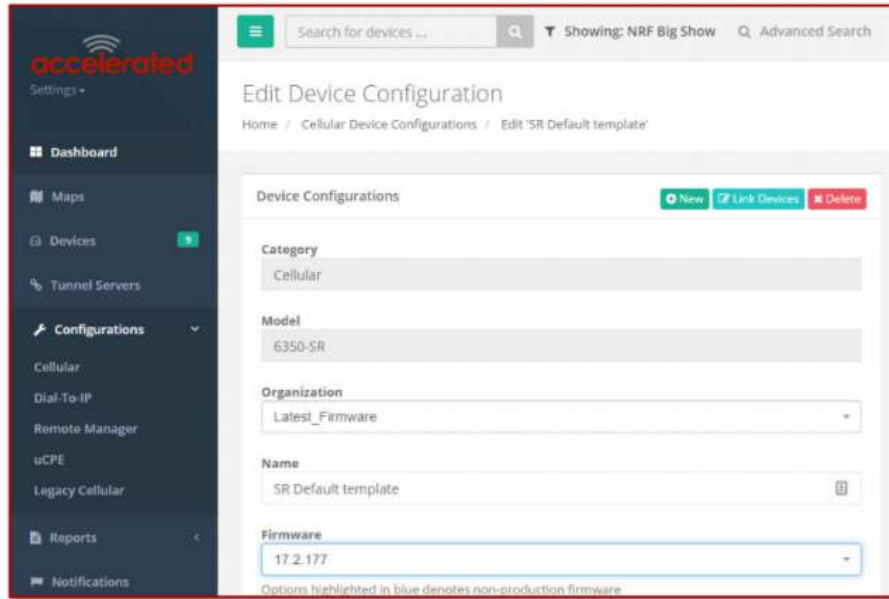 accelerated
Settings
Dashboard
Maps
Devices 9
Tunnel Servers
Configurations
Cellular
Dial-To-IP
Remote Manager
uCPE
Legacy Cellular
Reports
Notifications
Search for devices ...
Showing: NRF Big Show
Advanced Search
Edit Device Configuration
Home / Cellular Device Configurations / Edit 'SR Default template'
Device Configurations
New
Link Devices
Delete
Category
Cellular
Model
6350-SR
Organization
Latest_Firmware
Name
SR Default template
Firmware
17.2.177
Options highlighted in blue denotes non-production firmware